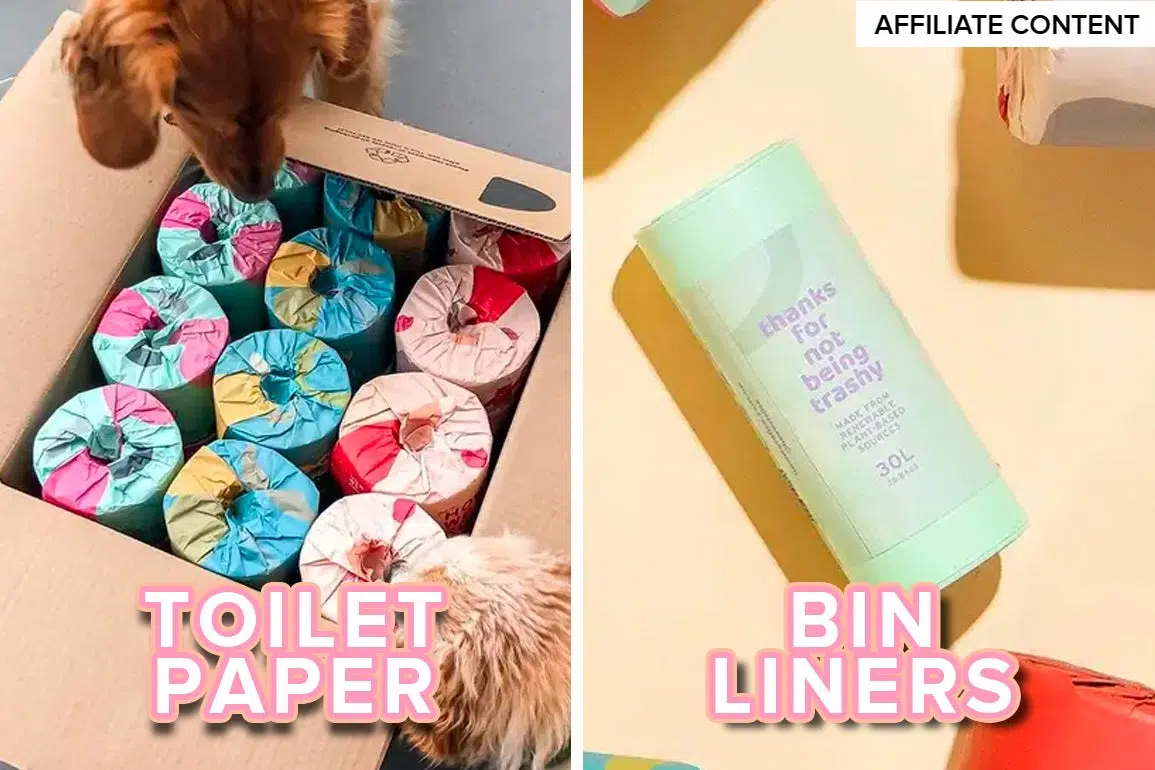 AFFILIATE CONTENT
thanks
for
not
being
trashy
MADE FROM
RENEWABLE
PLANT-BASED
SOURCES
30L
TOILET
PAPER
BIN
LINERS